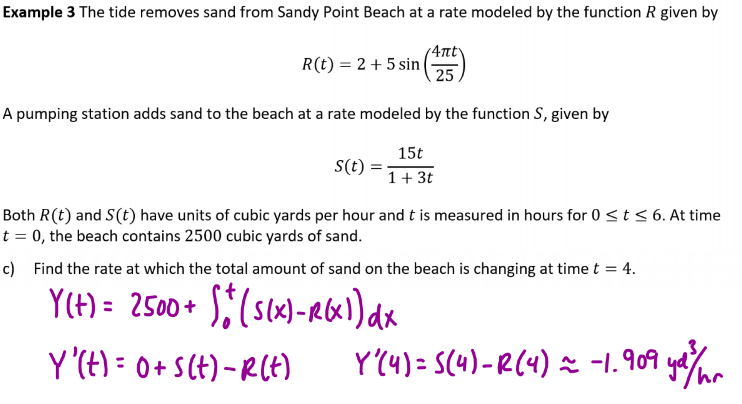 Example 3 The tide removes sand from Sandy Point Beach at a rate modeled by the function R given by
R(t) = 2 + 5 sin(4πt/25)
A pumping station adds sand to the beach at a rate modeled by the function S, given by
S(t) = 15t/(1 + 3t)
Both R(t) and S(t) have units of cubic yards per hour and t is measured in hours for 0 ≤ t ≤ 6. At time
t = 0, the beach contains 2500 cubic yards of sand.
c) Find the rate at which the total amount of sand on the beach is changing at time t = 4.
Y(t) = 2500 + ∫₀ᵗ (S(x) - R(x)) dx
Y'(t) = 0 + S(t) - R(t) Y'(4) = S(4) - R(4) ≈ -1.909 yd³/hr